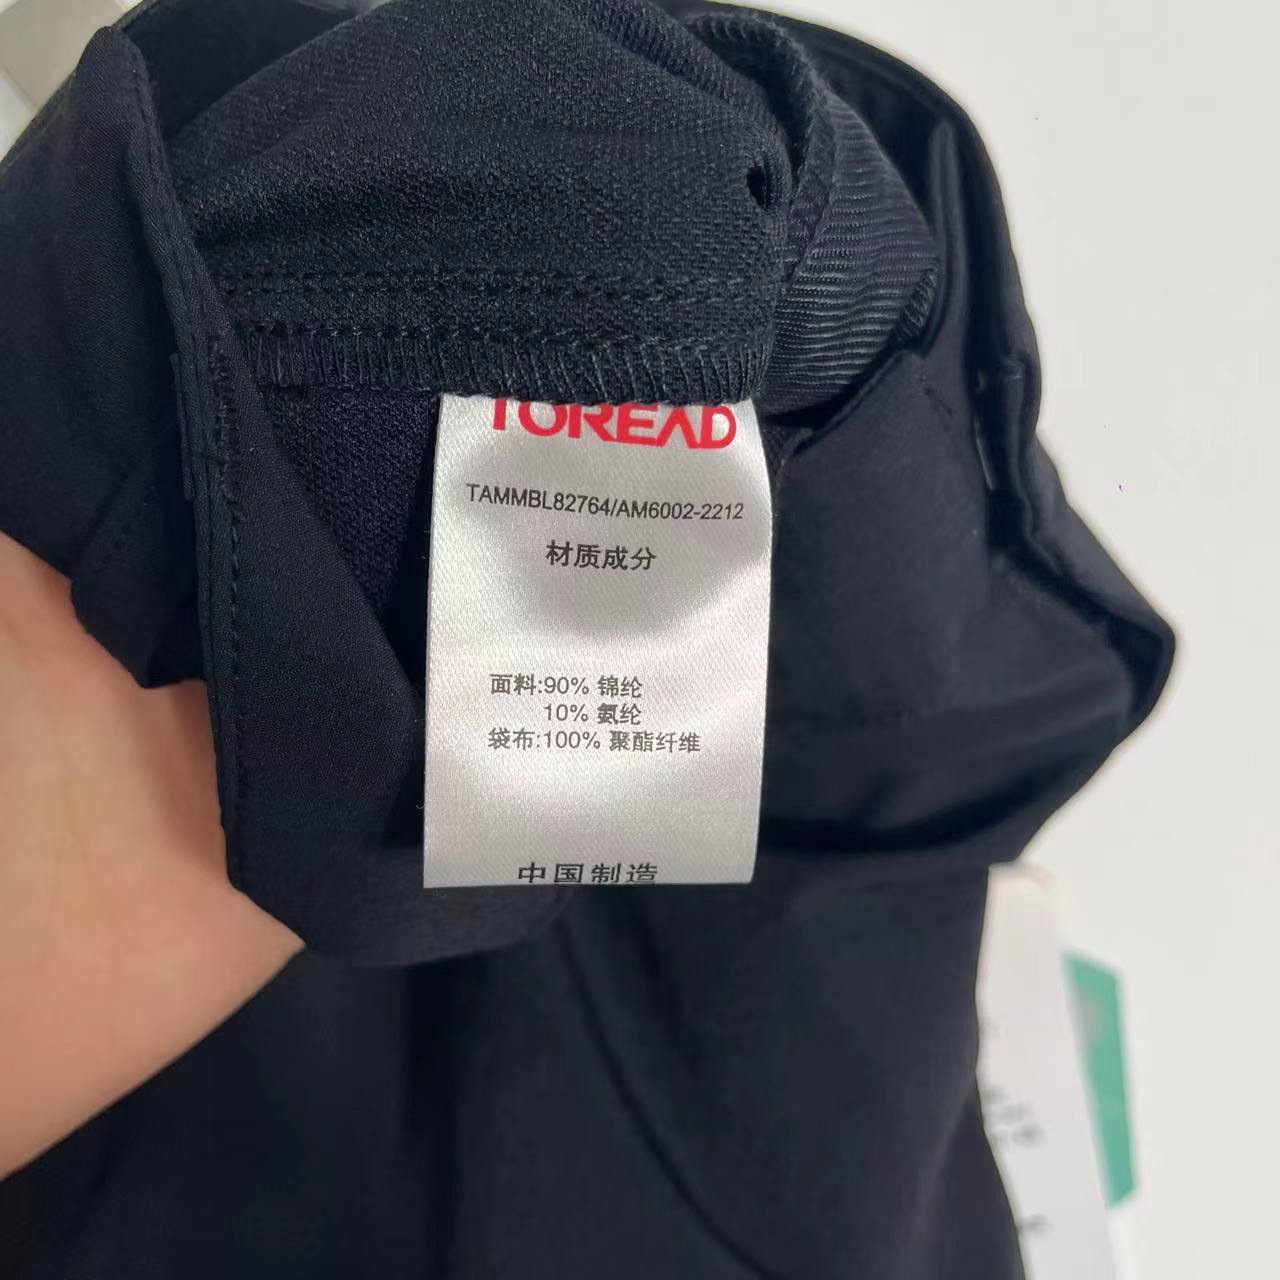 TOREAD
TAMMBL82764/AM6002-2212
材质成分
面料:90% 锦纶
10% 氨纶
袋布:100% 聚酯纤维
中国制造